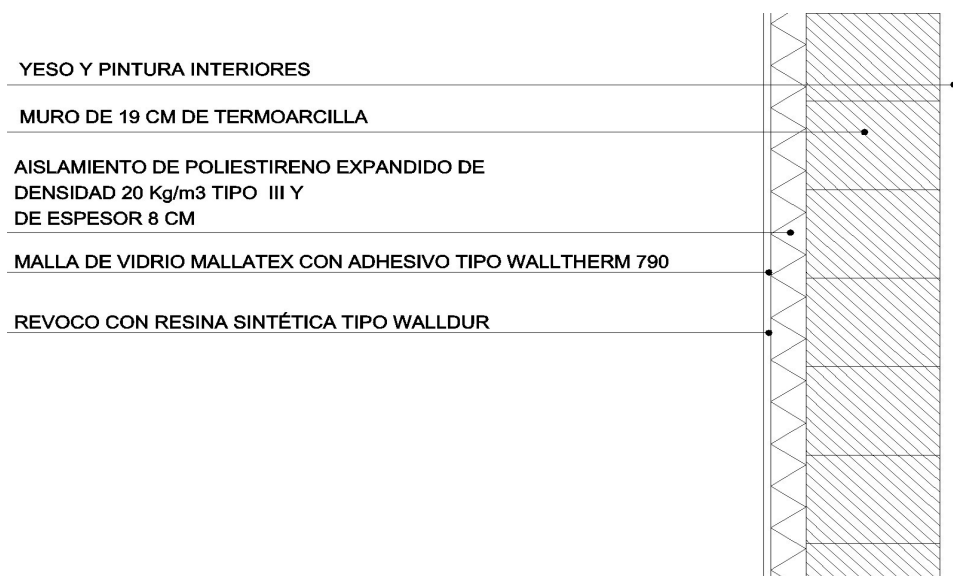 YESO Y PINTURA INTERIORES
MURO DE 19 CM DE TERMOARCILLA
AISLAMIENTO DE POLIESTIRENO EXPANDIDO DE
DENSIDAD 20 Kg/m3 TIPO III Y
DE ESPESOR 8 CM
MALLA DE VIDRIO MALLATEX CON ADHESIVO TIPO WALLTHERM 790
REVOCO CON RESINA SINTÉTICA TIPO WALLDUR